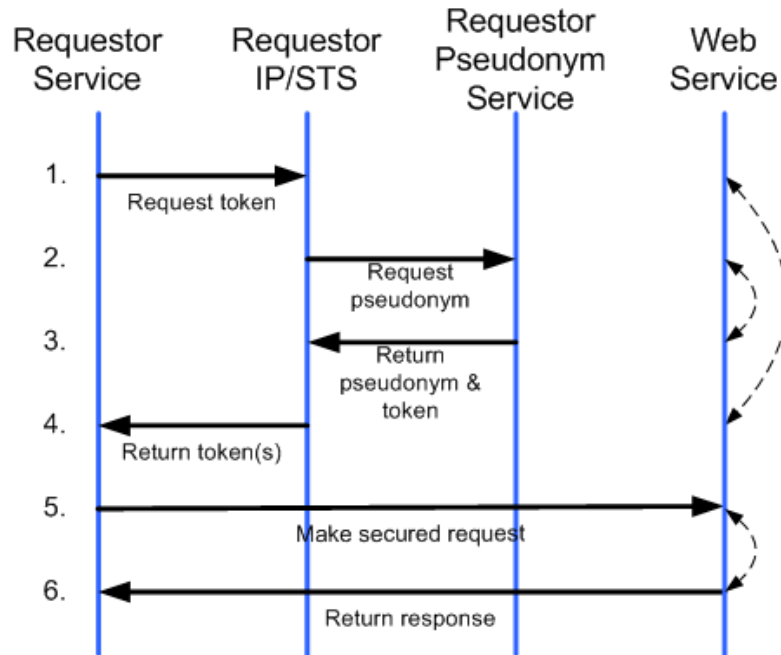 Requestor
Service
Requestor
IP/STS
Requestor
Pseudonym
Service
Web
Service
1.
Request token
2.
Request
pseudonym
3.
Return
pseudonym &
token
4.
Return token(s)
5.
Make secured request
6.
Return response